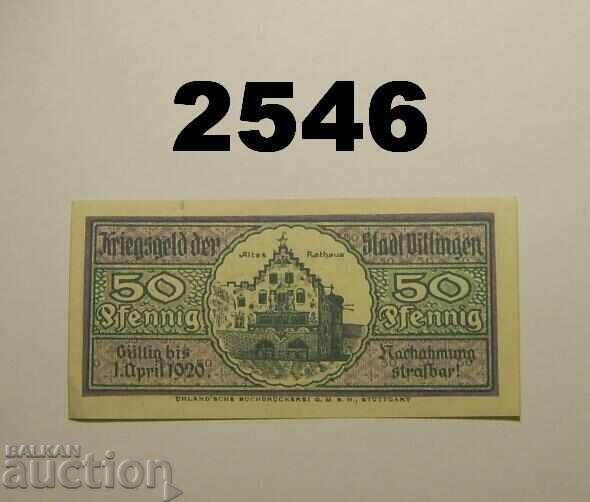 2546
Kriegsgeld der Stadt Villingen
Altes Rathaus
50 50
Pfennig Pfennig
Gültig bis Nachahmung
1. April 1920 strafbar!
UHLAND'SCHE BUCHDRUCKEREI G.M.B.H., STUTTGART
BALKAN
auction